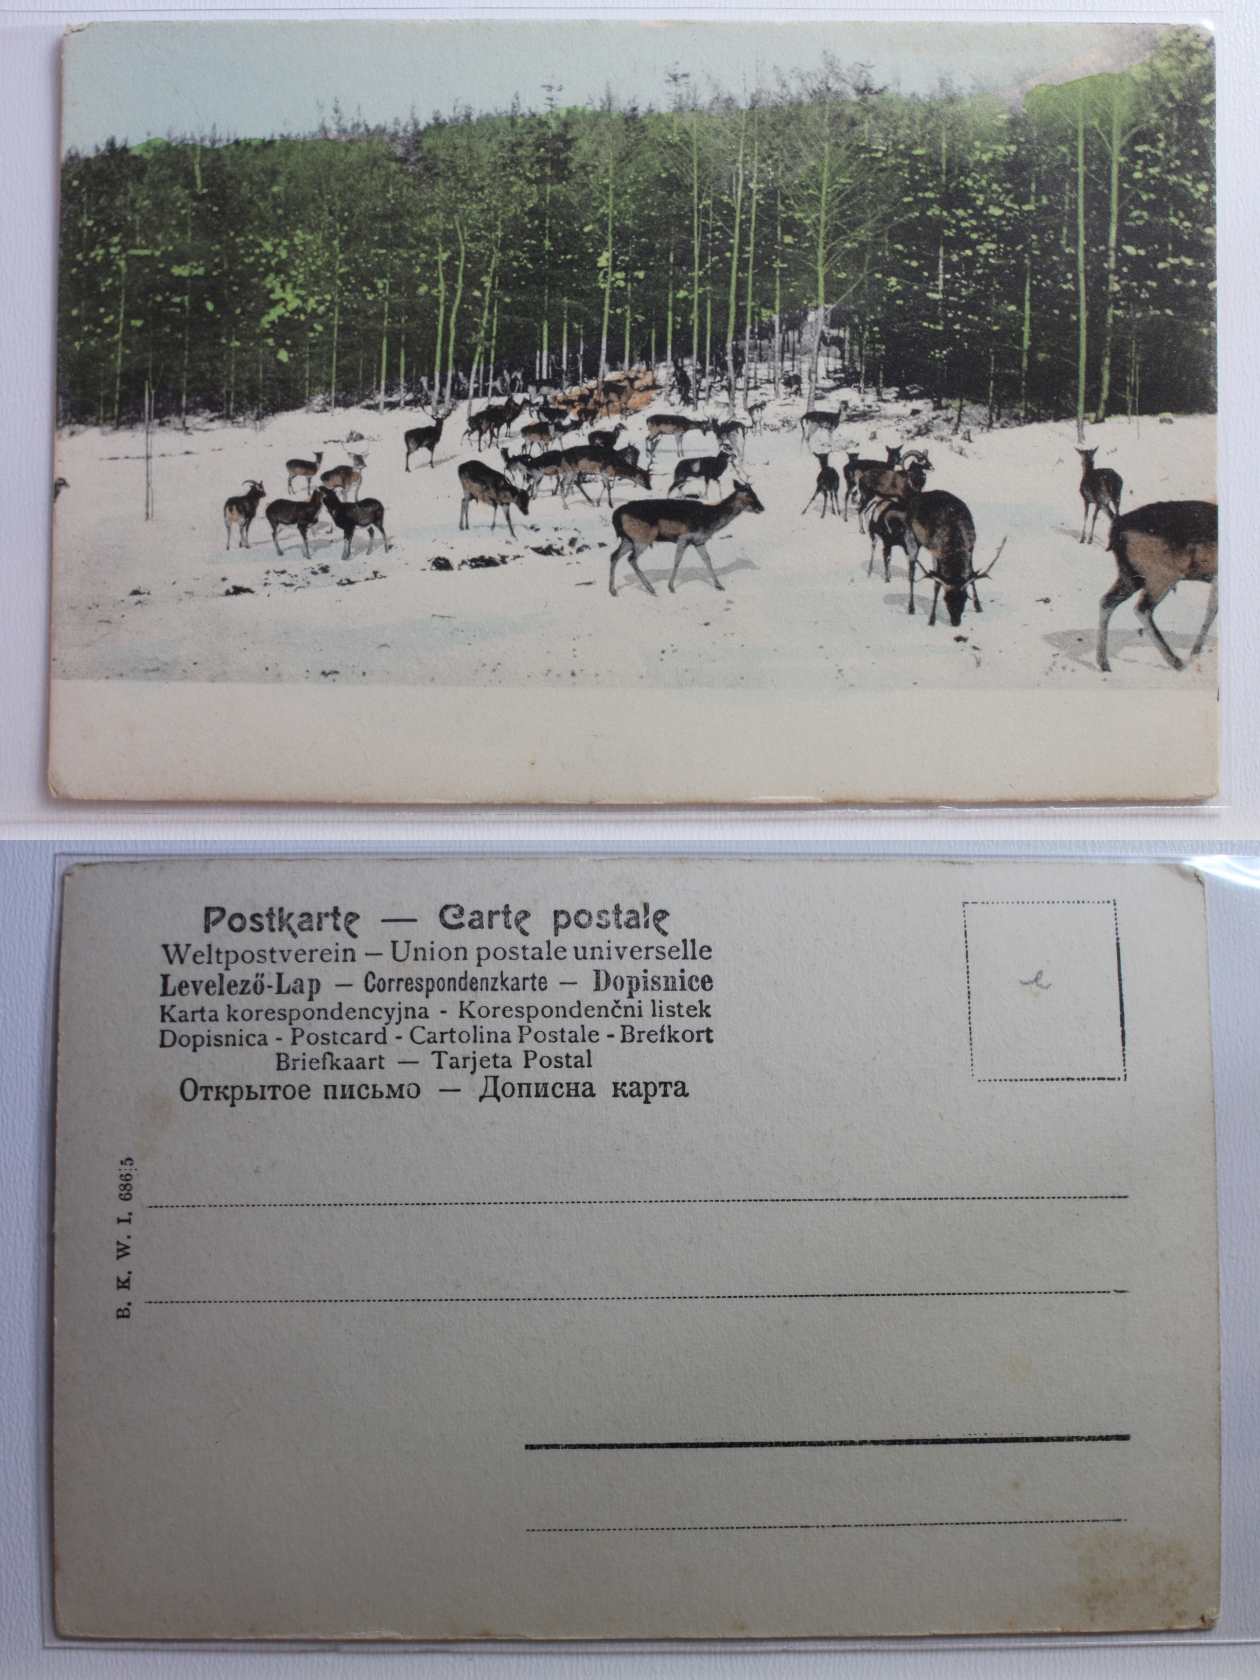 Postkarte — Carte postale
Weltpostverein – Union postale universelle
Levelező-Lap – Correspondenzkarte – Dopisnice
Karta korespondencyjna - Korespondenčni listek
Dopisnica - Postcard - Cartolina Postale - Brefkort
Briefkaart — Tarjeta Postal
Открытое письмо — Дописна карта
B. K. W. I. 686/5